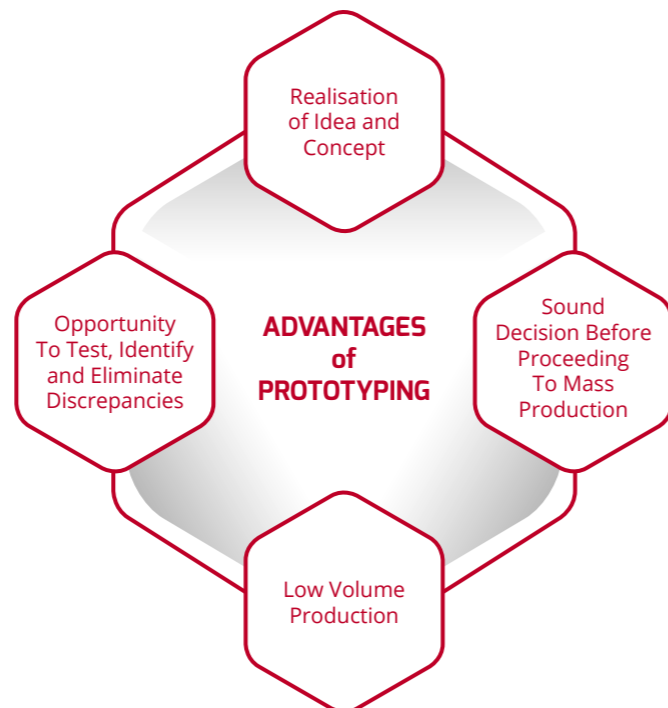 Realisation
of Idea and
Concept
Opportunity
To Test, Identify
and Eliminate
Discrepancies
ADVANTAGES
of
PROTOTYPING
Sound
Decision Before
Proceeding
To Mass
Production
Low Volume
Production